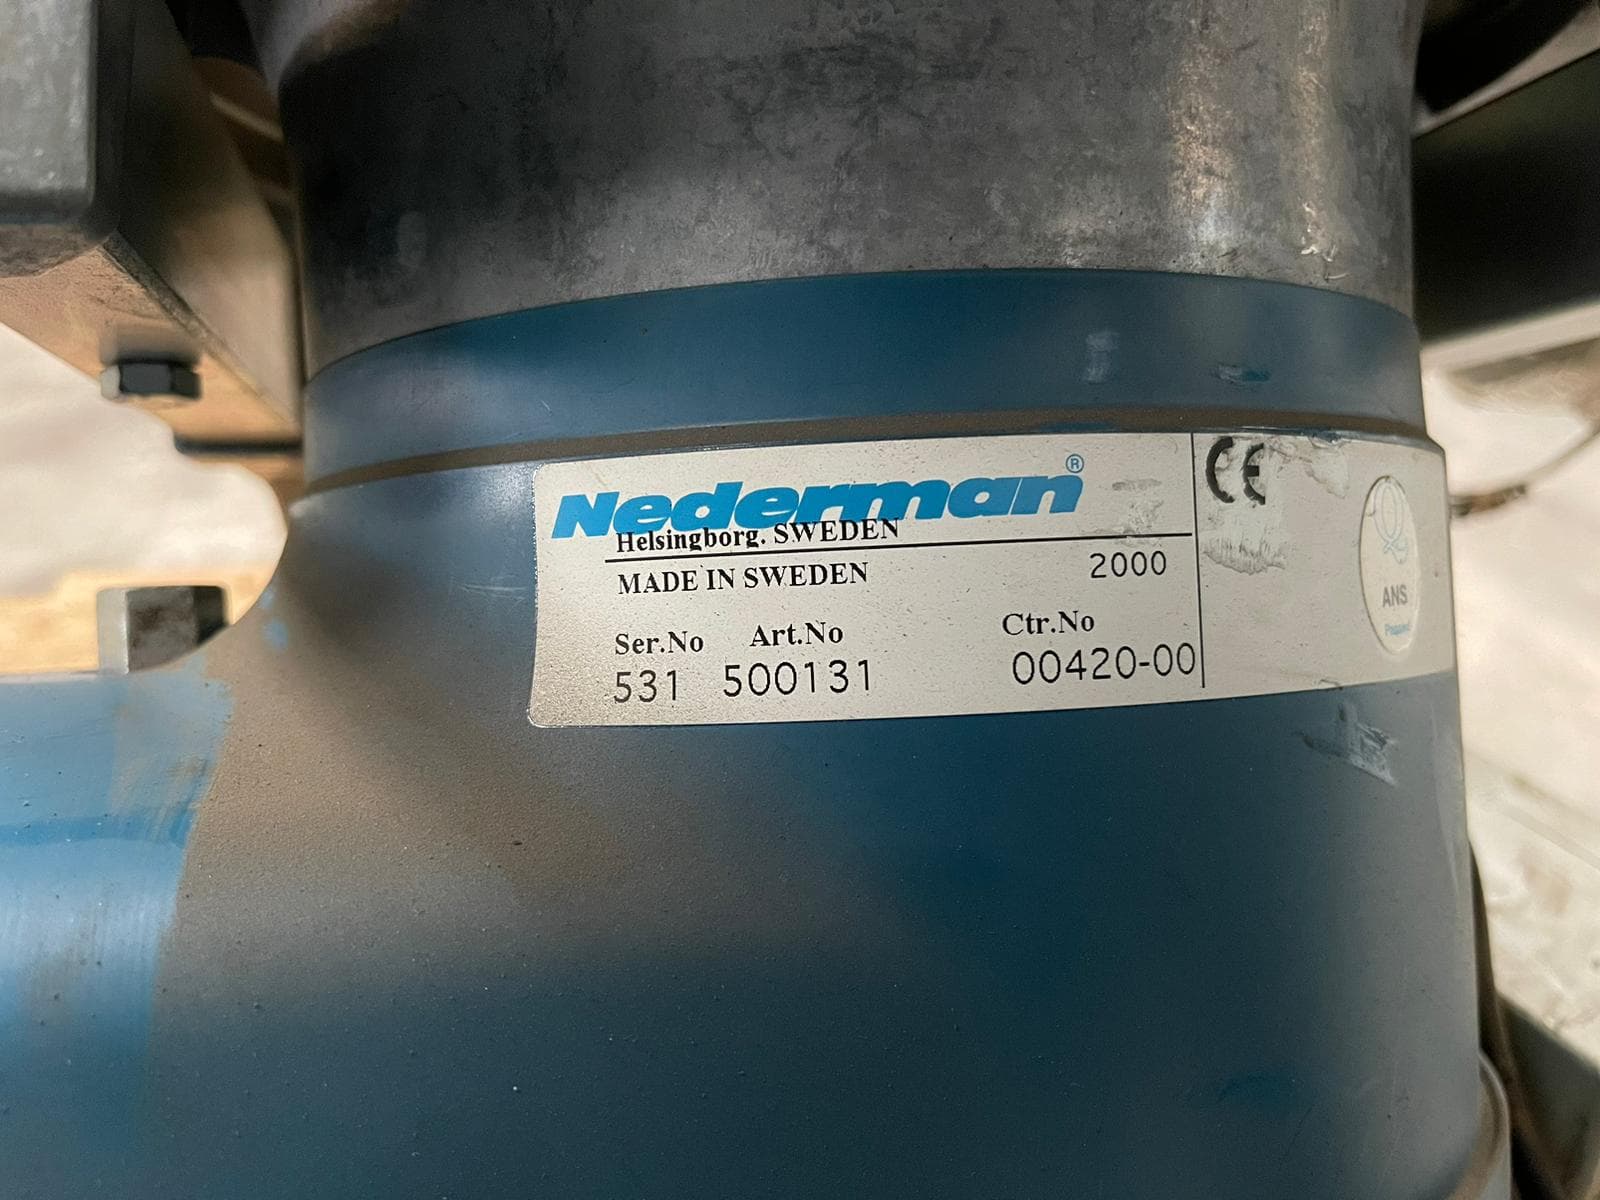 Nederman®
Helsingborg. SWEDEN
MADE IN SWEDEN 2000
Ser.No Art.No Ctr.No
531 500131 00420-00
CE
Q
ANS